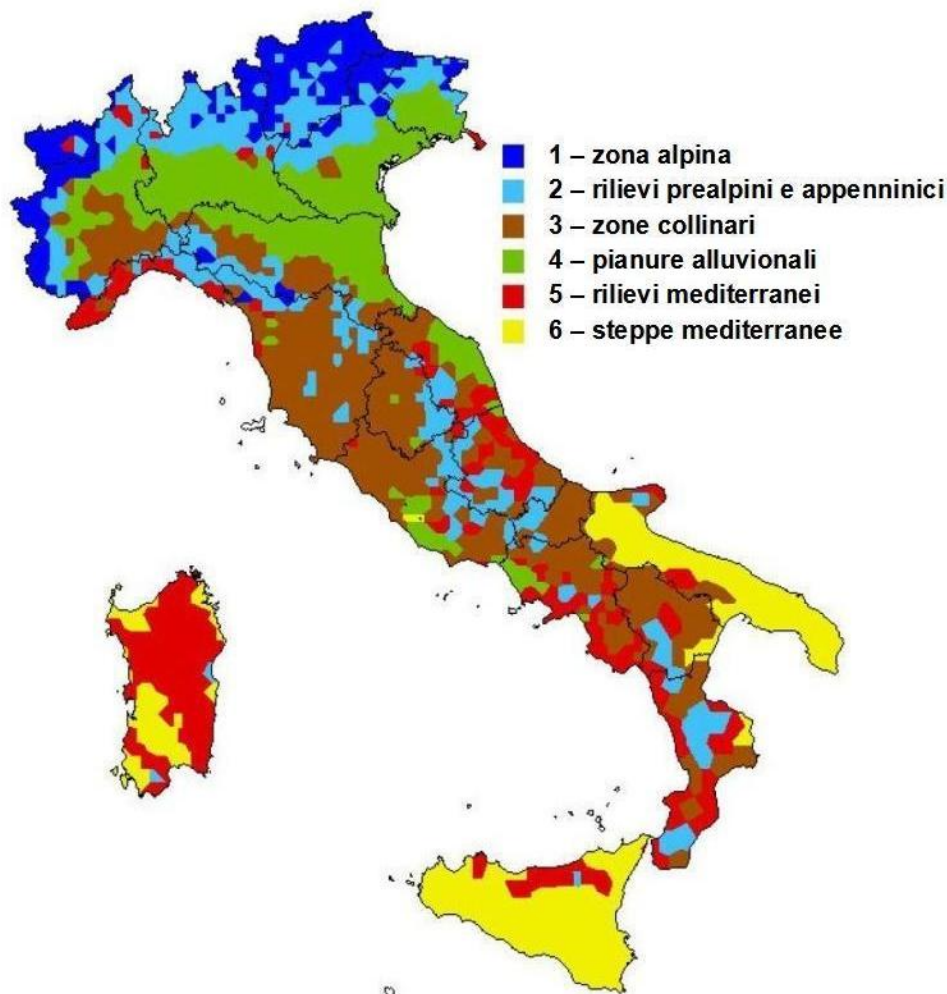 1 – zona alpina
2 – rilievi prealpini e appenninici
3 – zone collinari
4 – pianure alluvionali
5 – rilievi mediterranei
6 – steppe mediterranee